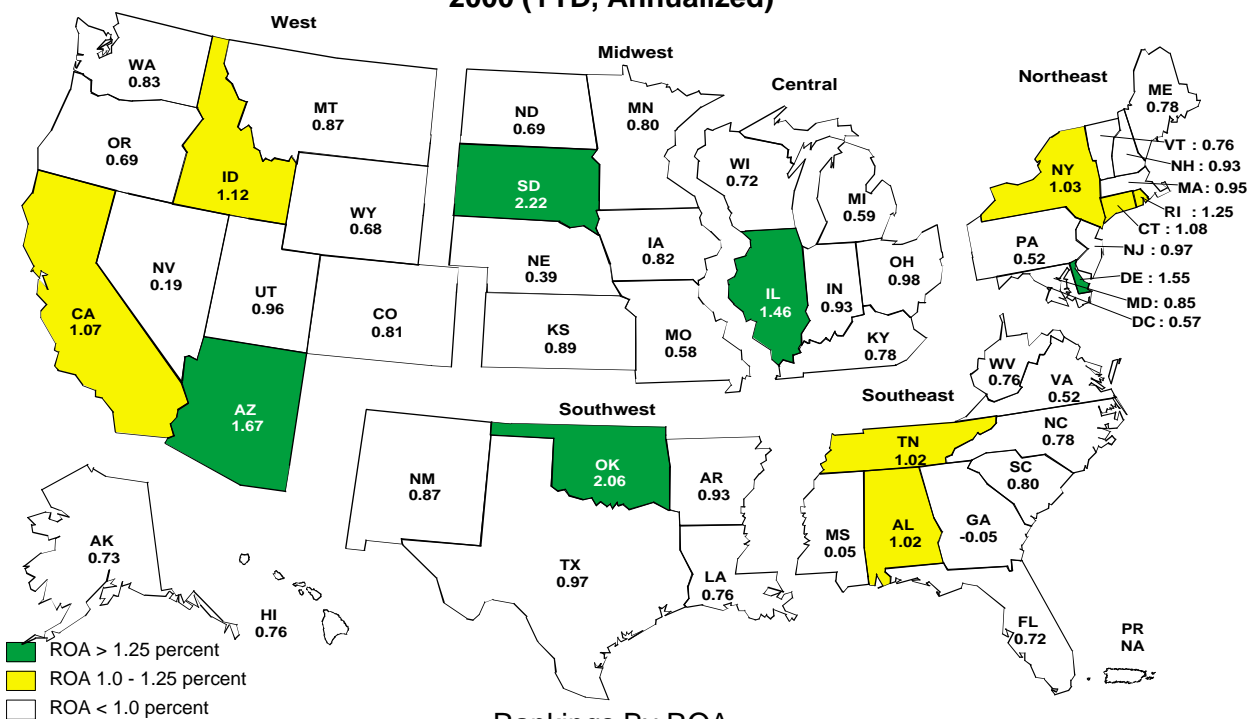 2000 (YTD, Annualized)
West
Midwest
Central
Northeast
WA
0.83
MT
0.87
OR
0.69
ID
1.12
WY
0.68
NV
0.19
UT
0.96
CO
0.81
CA
1.07
AZ
1.67
AK
0.73
HI
0.76
ND
0.69
MN
0.80
SD
2.22
IA
0.82
NE
0.39
KS
0.89
MO
0.58
WI
0.72
MI
0.59
IL
1.46
IN
0.93
OH
0.98
KY
0.78
ME
0.78
VT : 0.76
NH : 0.93
MA : 0.95
RI : 1.25
CT : 1.08
NJ : 0.97
DE : 1.55
MD : 0.85
DC : 0.57
NY
1.03
PA
0.52
Southwest
NM
0.87
OK
2.06
AR
0.93
TX
0.97
LA
0.76
Southeast
WV
0.76
VA
0.52
TN
1.02
NC
0.78
SC
0.80
MS
0.05
AL
1.02
GA
-0.05
FL
0.72
PR
NA
ROA > 1.25 percent
ROA 1.0 - 1.25 percent
ROA < 1.0 percent
Rankings By ROA